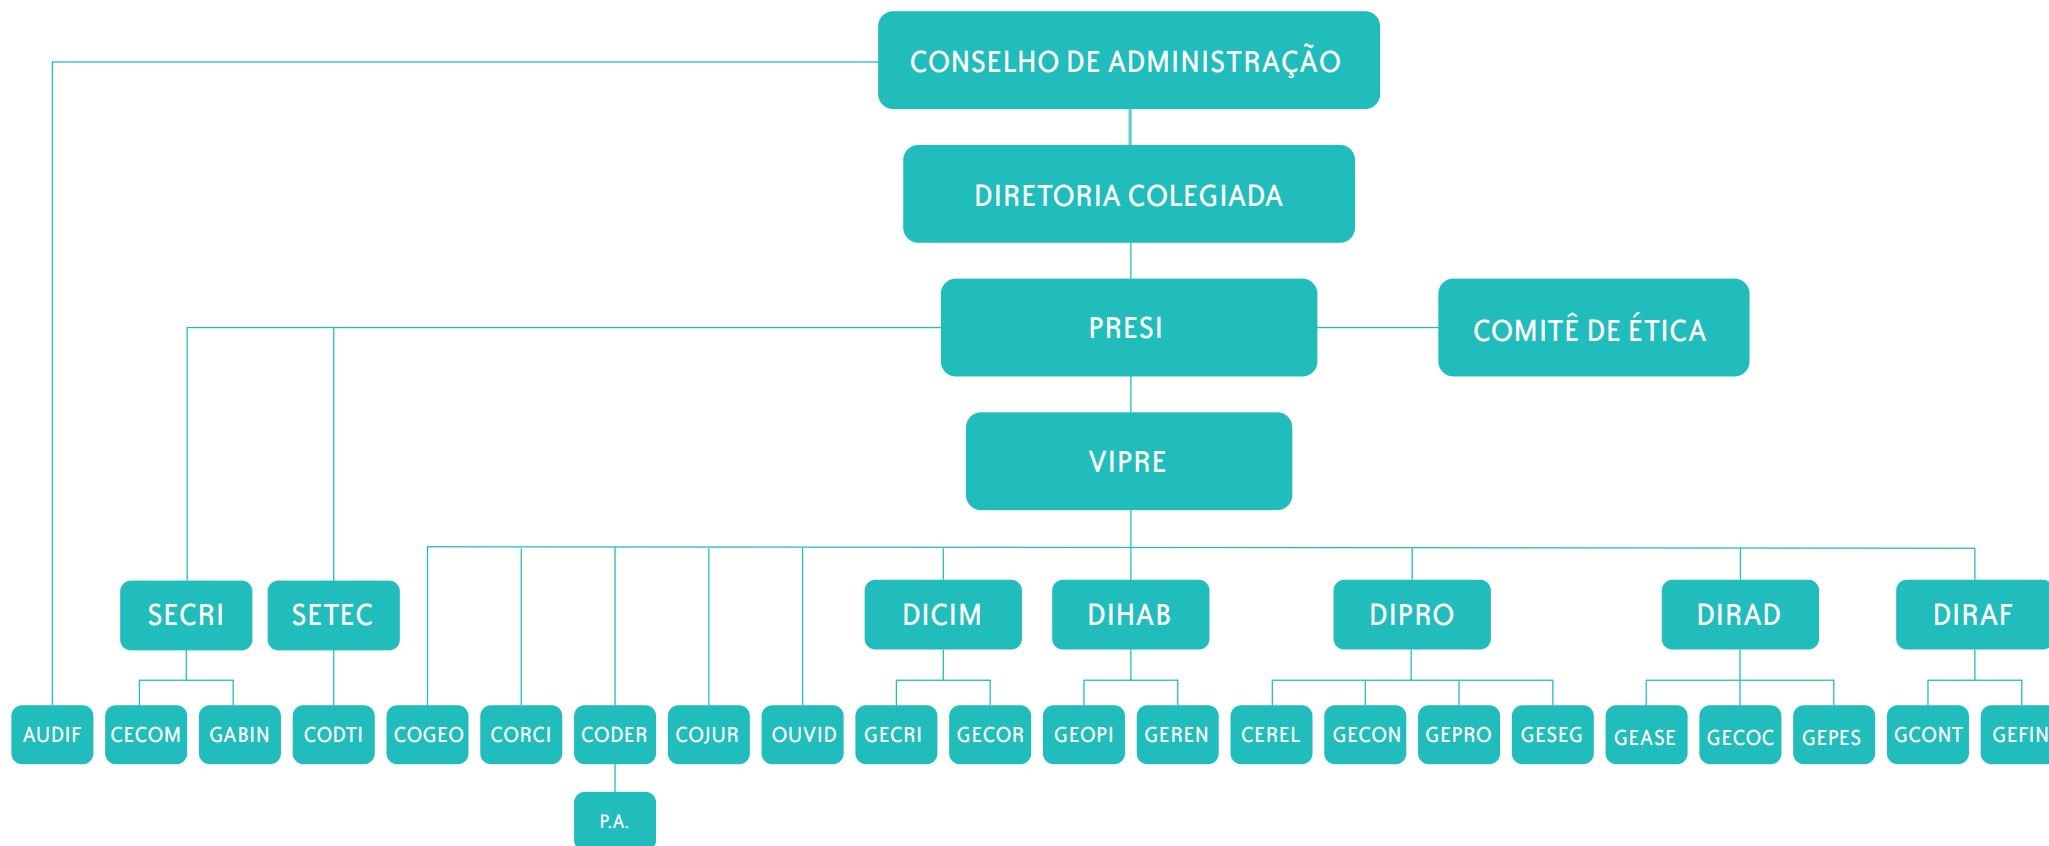 CONSELHO DE ADMINISTRAÇÃO
DIRETORIA COLEGIADA
PRESI
COMITÊ DE ÉTICA
VIPRE
SECRI
SETEC
DICIM
DIHAB
DIPRO
DIRAD
DIRAF
AUDIF
CECOM
GABIN
CODTI
COGEO
CORCI
CODER
COJUR
OUVID
GECRI
GECOR
GEOPI
GEREN
CEREL
GECON
GEPRO
GESEG
GEASE
GECOC
GEPES
GCONT
GEFIN
P.A.